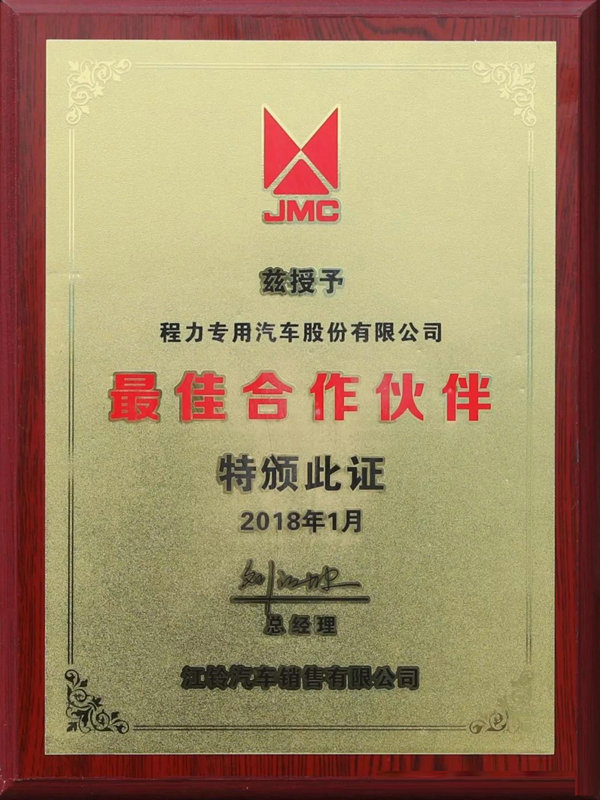 JMC
兹授予
程力专用汽车股份有限公司
最佳合作伙伴
特颁此证
2018年1月
总经理
江铃汽车销售有限公司